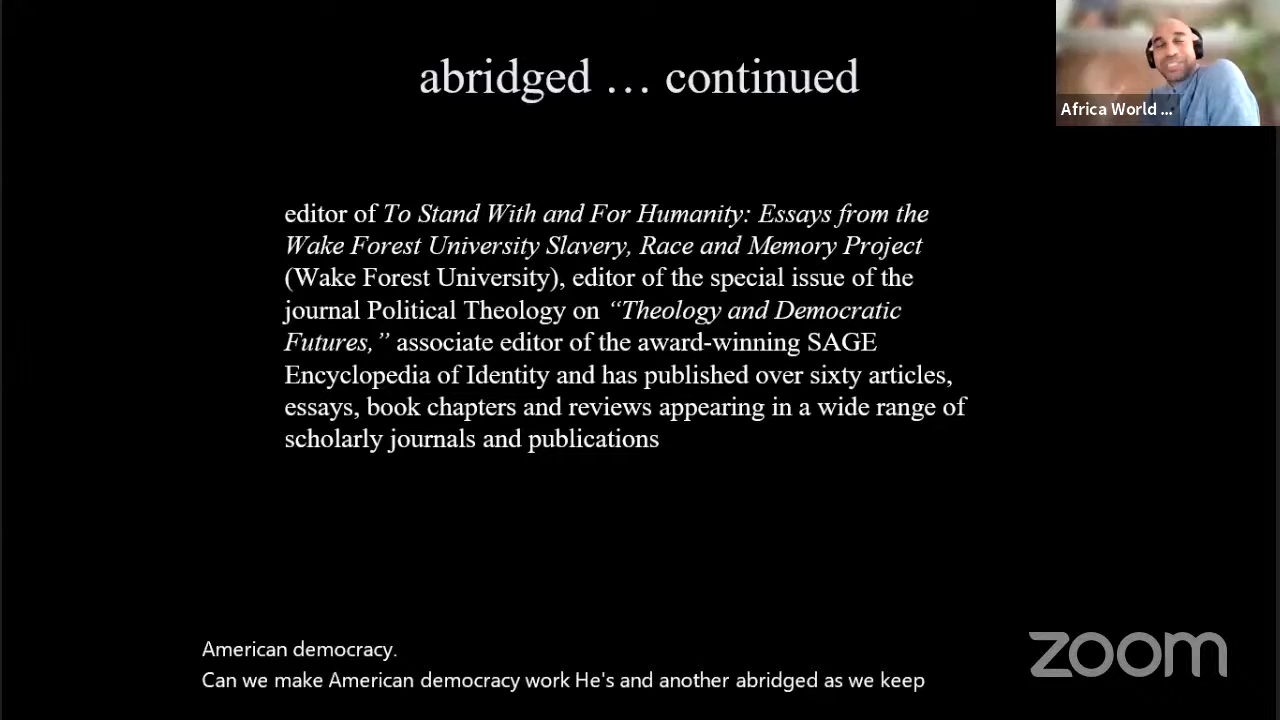 abridged … continued
Africa World ...
editor of To Stand With and For Humanity: Essays from the
Wake Forest University Slavery, Race and Memory Project
(Wake Forest University), editor of the special issue of the
journal Political Theology on “Theology and Democratic
Futures,” associate editor of the award-winning SAGE
Encyclopedia of Identity and has published over sixty articles,
essays, book chapters and reviews appearing in a wide range of
scholarly journals and publications
American democracy.
Can we make American democracy work He's and another abridged as we keep
zoom